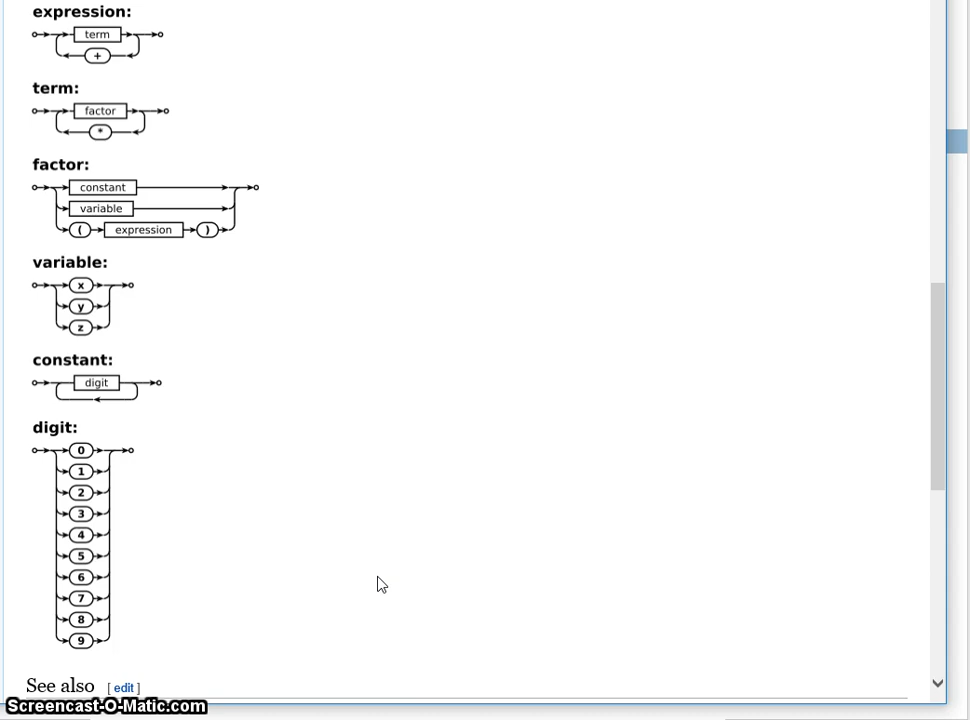 expression:
term
+
term:
factor
*
factor:
constant
variable
( expression )
variable:
x
y
z
constant:
digit
digit:
0
1
2
3
4
5
6
7
8
9
See also [ edit ]
Screencast-O-Matic.com